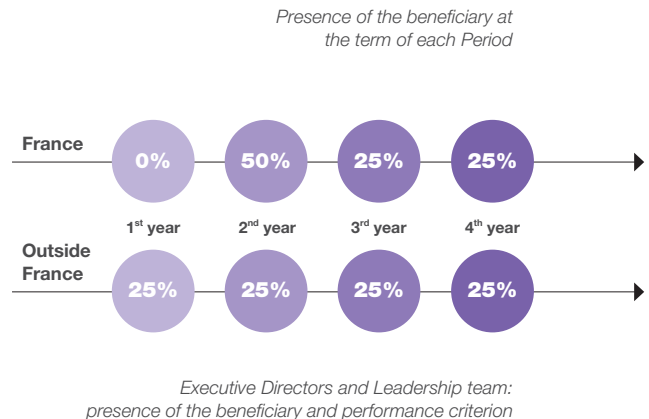 Presence of the beneficiary at
the term of each Period
France
0% 50% 25% 25%
1st year 2nd year 3rd year 4th year
Outside
France
25% 25% 25% 25%
Executive Directors and Leadership team:
presence of the beneficiary and performance criterion